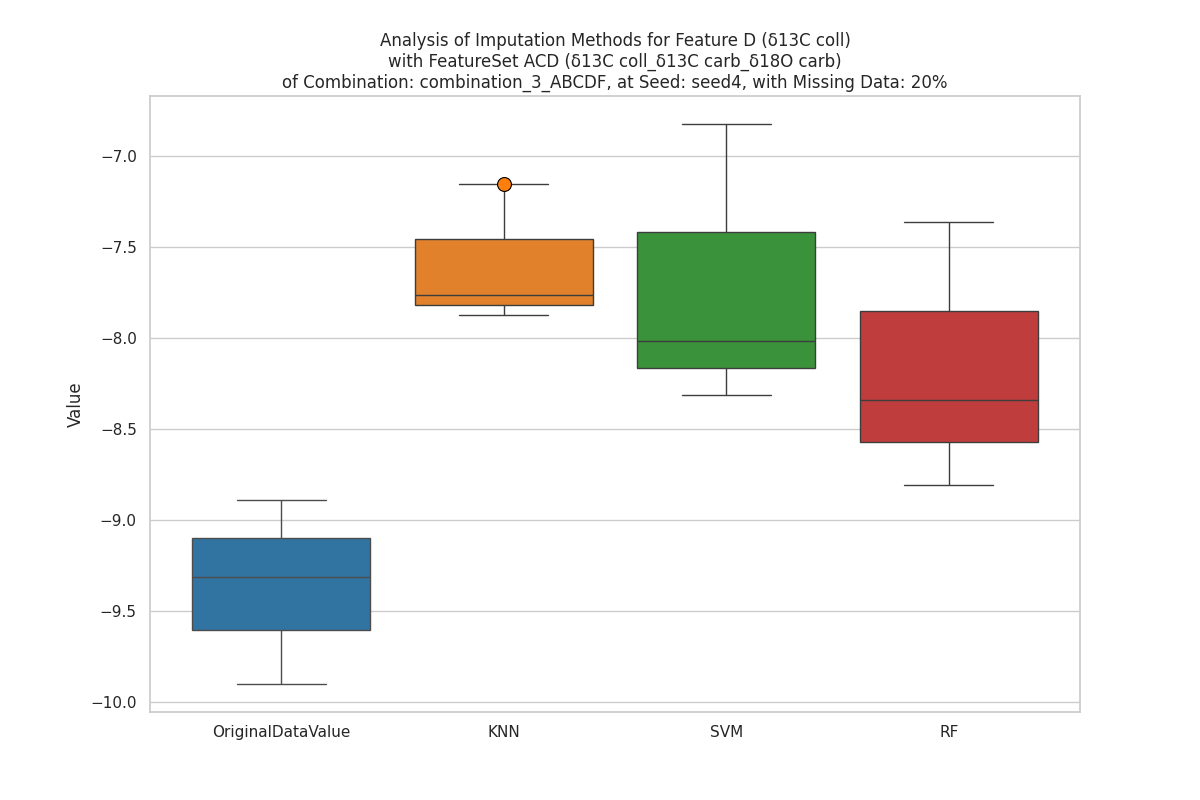 Analysis of Imputation Methods for Feature D (δ13C coll)
with FeatureSet ACD (δ13C coll_δ13C carb_δ18O carb)
of Combination: combination_3_ABCDF, at Seed: seed4, with Missing Data: 20%
−7.0
−7.5
−8.0
−8.5
−9.0
−9.5
−10.0
Value
OriginalDataValue
KNN
SVM
RF